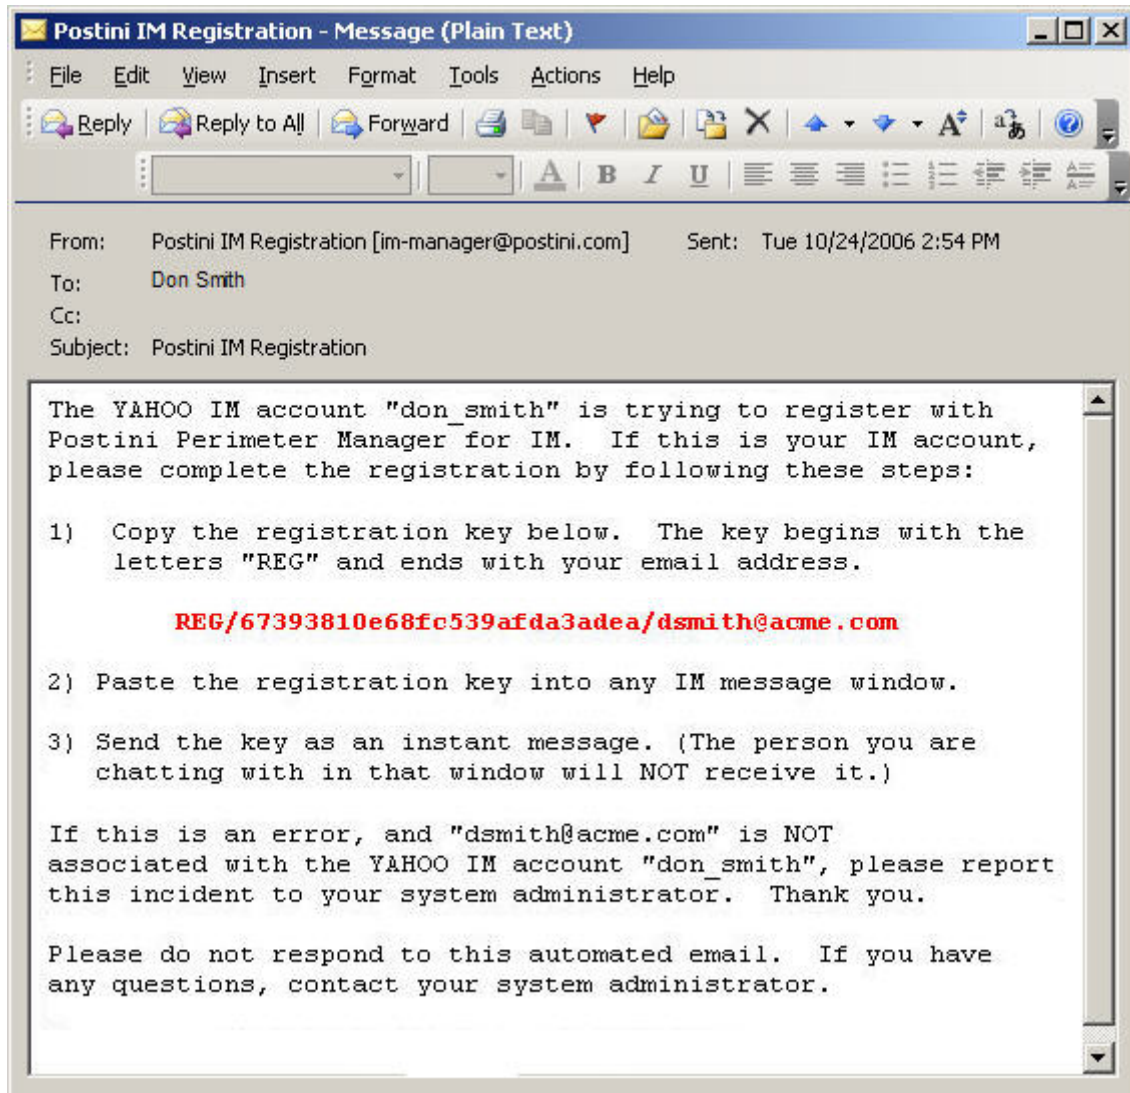 Postini IM Registration - Message (Plain Text)
File Edit View Insert Format Tools Actions Help
Reply Reply to All Forward
A B I U
From: Postini IM Registration [im-manager@postini.com] Sent: Tue 10/24/2006 2:54 PM
To: Don Smith
Cc:
Subject: Postini IM Registration
The YAHOO IM account "don_smith" is trying to register with
Postini Perimeter Manager for IM. If this is your IM account,
please complete the registration by following these steps:
1) Copy the registration key below. The key begins with the
letters "REG" and ends with your email address.
REG/67393810e68fc539afda3adea/dsmith@acme.com
2) Paste the registration key into any IM message window.
3) Send the key as an instant message. (The person you are
chatting with in that window will NOT receive it.)
If this is an error, and "dsmith@acme.com" is NOT
associated with the YAHOO IM account "don_smith", please report
this incident to your system administrator. Thank you.
Please do not respond to this automated email. If you have
any questions, contact your system administrator.